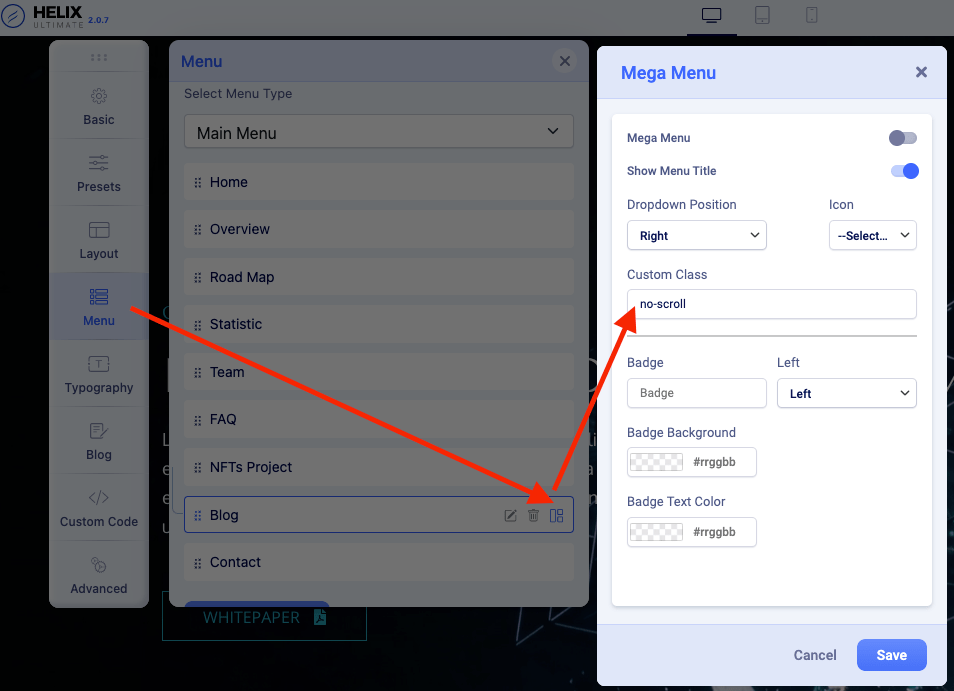 HELIX
ULTIMATE 2.0.7
Basic
Presets
Layout
Menu
Typography
Blog
Custom Code
Advanced
Menu
Select Menu Type
Main Menu
Home
Overview
Road Map
Statistic
Team
FAQ
NFTs Project
Blog
Contact
WHITEPAPER
Mega Menu
Mega Menu
Show Menu Title
Dropdown Position
Icon
Right
--Select...
Custom Class
no-scroll
Badge
Left
Badge
Left
Badge Background
#rrggbb
Badge Text Color
#rrggbb
Cancel
Save